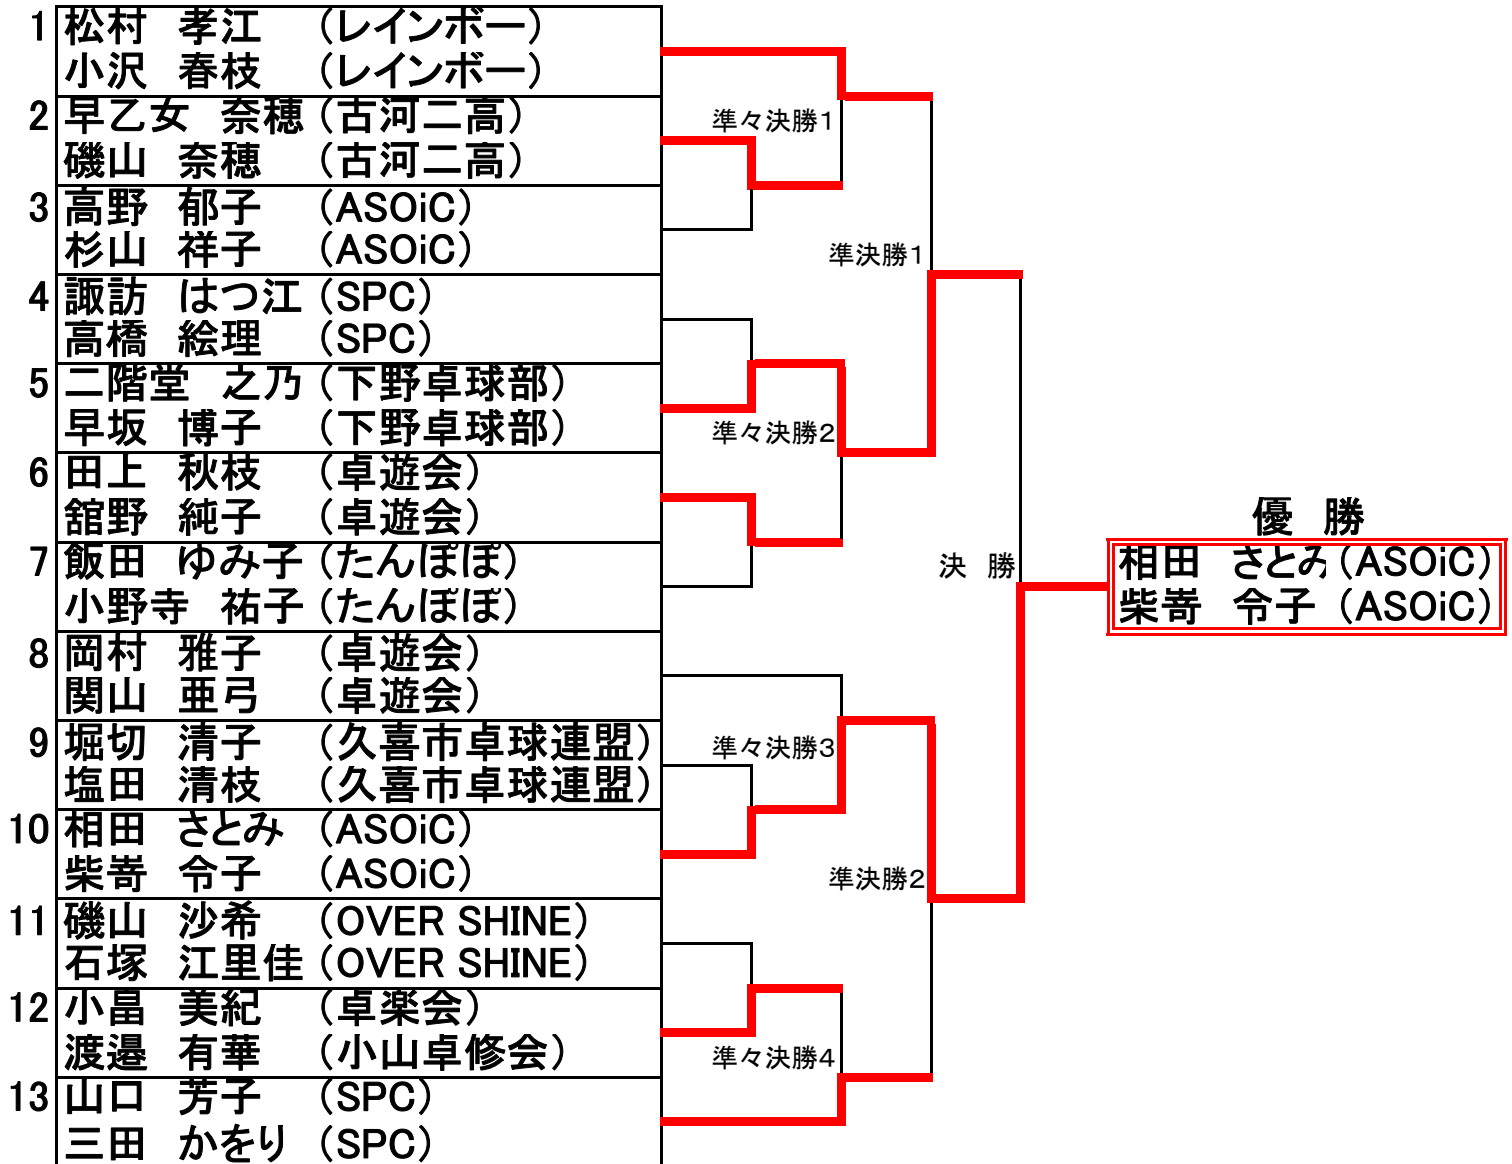 1 松村 孝江 (レインボー)
小沢 春枝 (レインボー)
2 早乙女 奈穂 (古河二高)
磯山 奈穂 (古河二高)
3 高野 郁子 (ASOiC)
杉山 祥子 (ASOiC)
4 諏訪 はつ江 (SPC)
高橋 絵理 (SPC)
5 二階堂 之乃 (下野卓球部)
早坂 博子 (下野卓球部)
6 田上 秋枝 (卓遊会)
舘野 純子 (卓遊会)
7 飯田 ゆみ子 (たんぽぽ)
小野寺 祐子 (たんぽぽ)
8 岡村 雅子 (卓遊会)
関山 亜弓 (卓遊会)
9 堀切 清子 (久喜市卓球連盟)
塩田 清枝 (久喜市卓球連盟)
10 相田 さとみ (ASOiC)
柴嵜 令子 (ASOiC)
11 磯山 沙希 (OVER SHINE)
石塚 江里佳 (OVER SHINE)
12 小畠 美紀 (卓楽会)
渡邉 有華 (小山卓修会)
13 山口 芳子 (SPC)
三田 かをり (SPC)
準々決勝1
準々決勝2
準々決勝3
準々決勝4
準決勝1
準決勝2
決 勝
優 勝
相田 さとみ (ASOiC)
柴嵜 令子 (ASOiC)